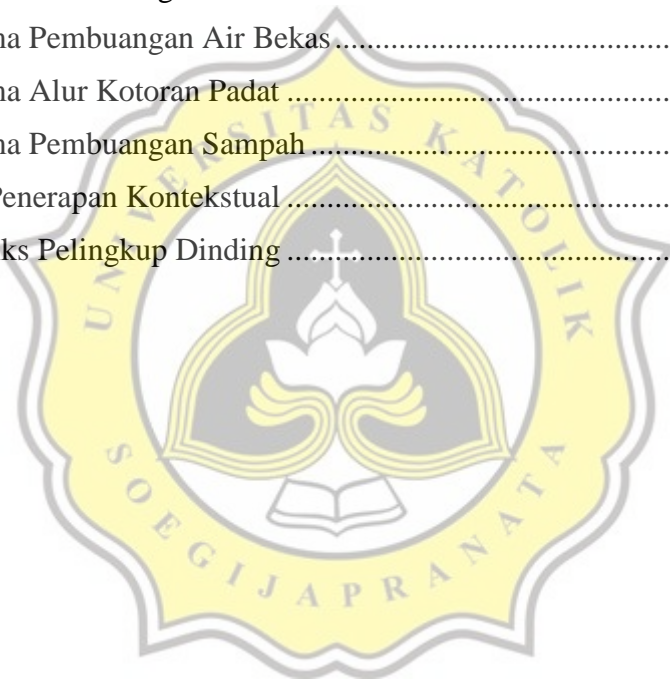 na Pembuangan Air Bekas ..........................................
na Alur Kotoran Padat ................................................
na Pembuangan Sampah .............................................
Penerapan Kontekstual ................................................
ks Pelingkup Dinding ................................................
UNIVERSITAS KATOLIK
SOEGIJAPRANATA